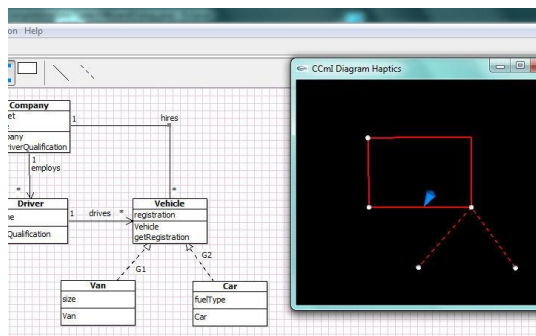 on Help
CCmI Diagram Haptics
Company
et
e
pany
riverQualification
1
hires
1
employs
*
*
Driver
me
Qualification
1 drives *
Vehicle
registration
Vehicle
getRegistration
G1
G2
Van
size
Van
Car
fuelType
Car